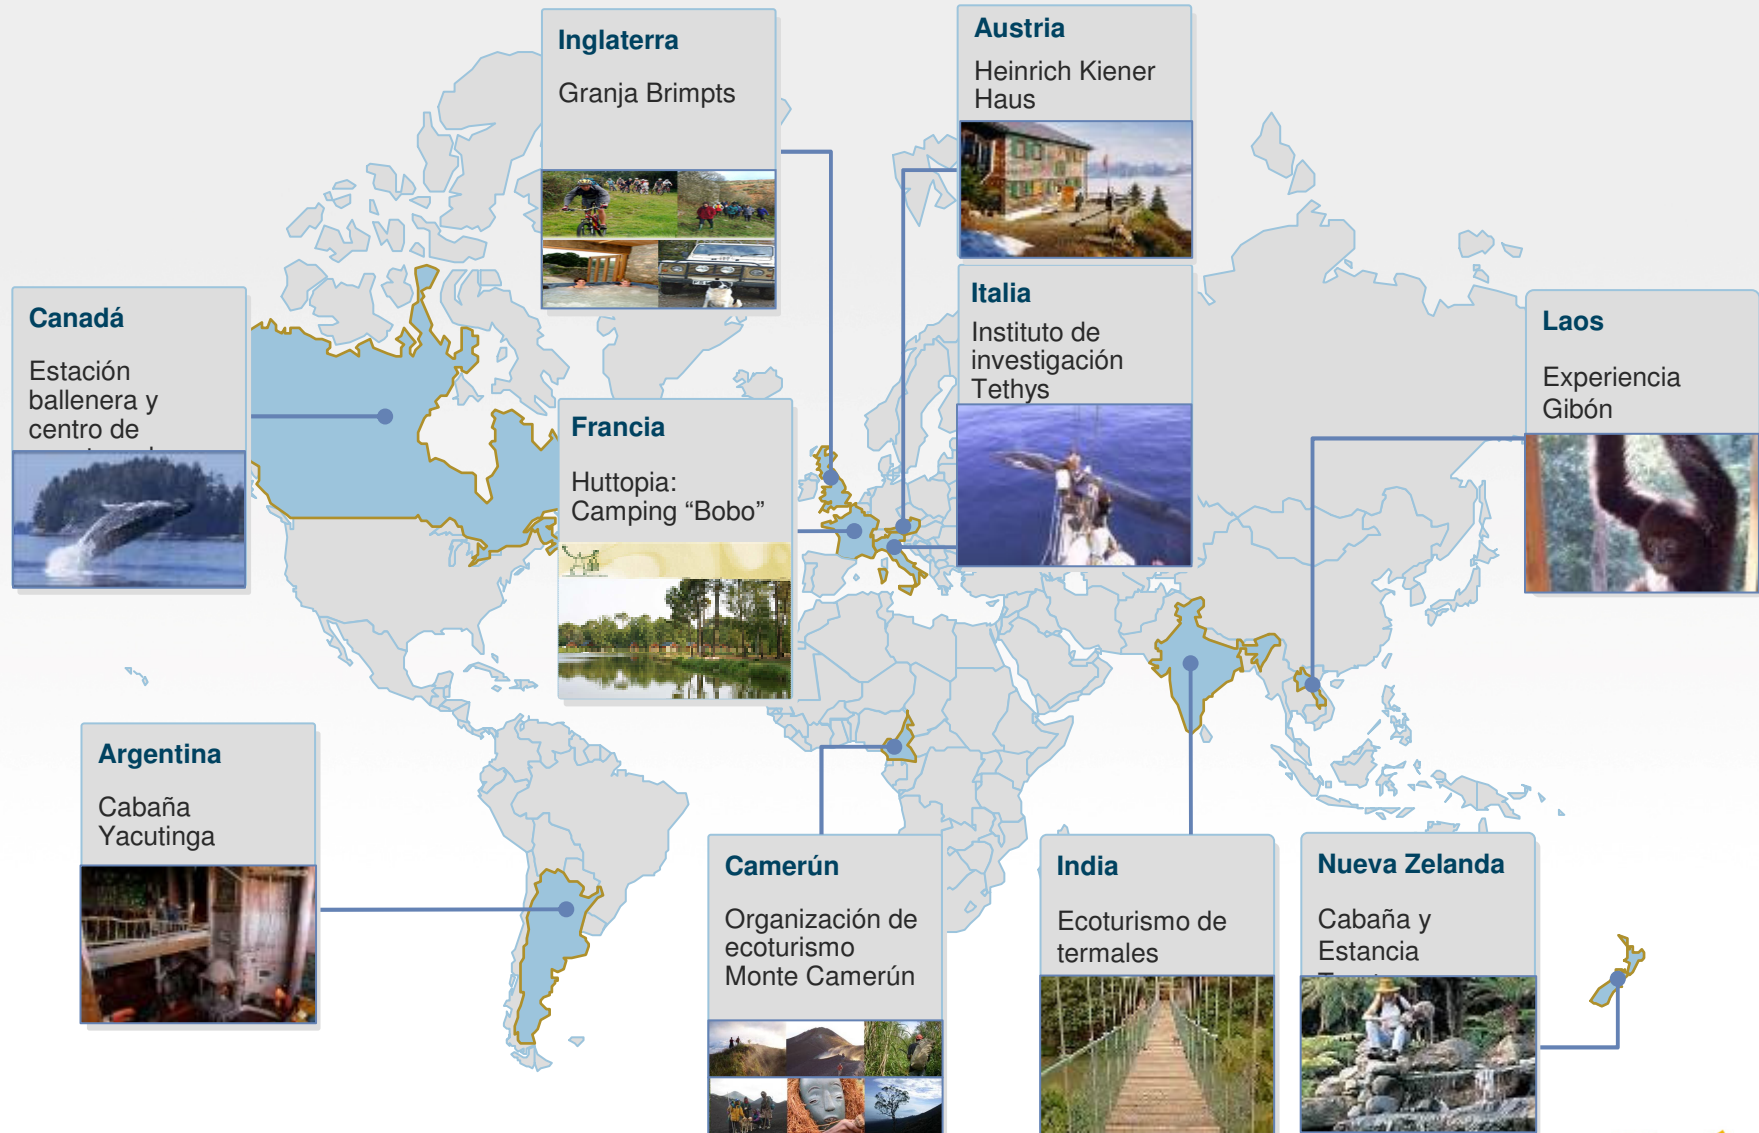 Inglaterra
Granja Brimpts
Austria
Heinrich Kiener
Haus
Canadá
Estación
ballenera y
centro de
Francia
Huttopia:
Camping “Bobo”
Italia
Instituto de
investigación
Tethys
Laos
Experiencia
Gibón
Argentina
Cabaña
Yacutinga
Camerún
Organización de
ecoturismo
Monte Camerún
India
Ecoturismo de
termales
Nueva Zelanda
Cabaña y
Estancia